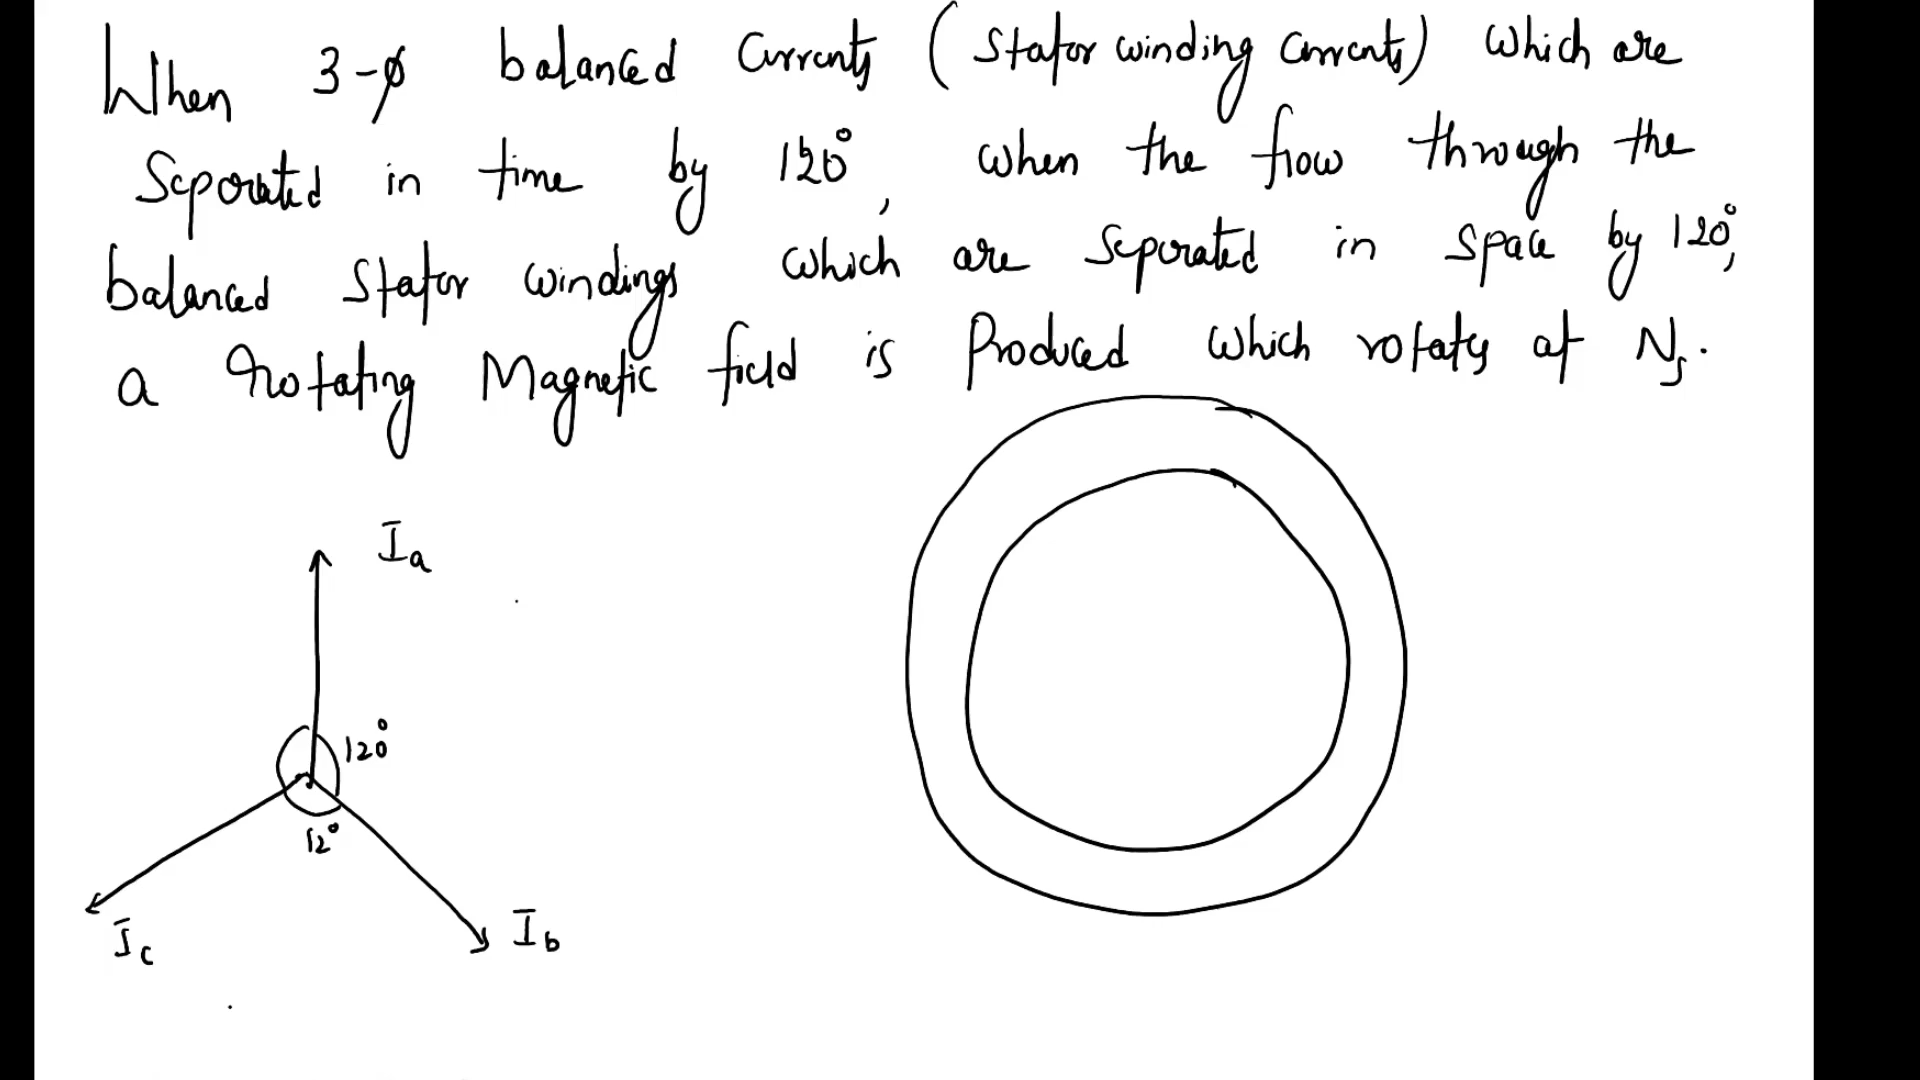 When 3-φ balanced Currents (Stator winding Currents) which are
Seperated in time by 120°, when the flow through the
balanced Stator windings which are Seperated in space by 120°,
a rotating Magnetic field is Produced which rotates at Ns.
Ia
120°
12°
Ib
Ic